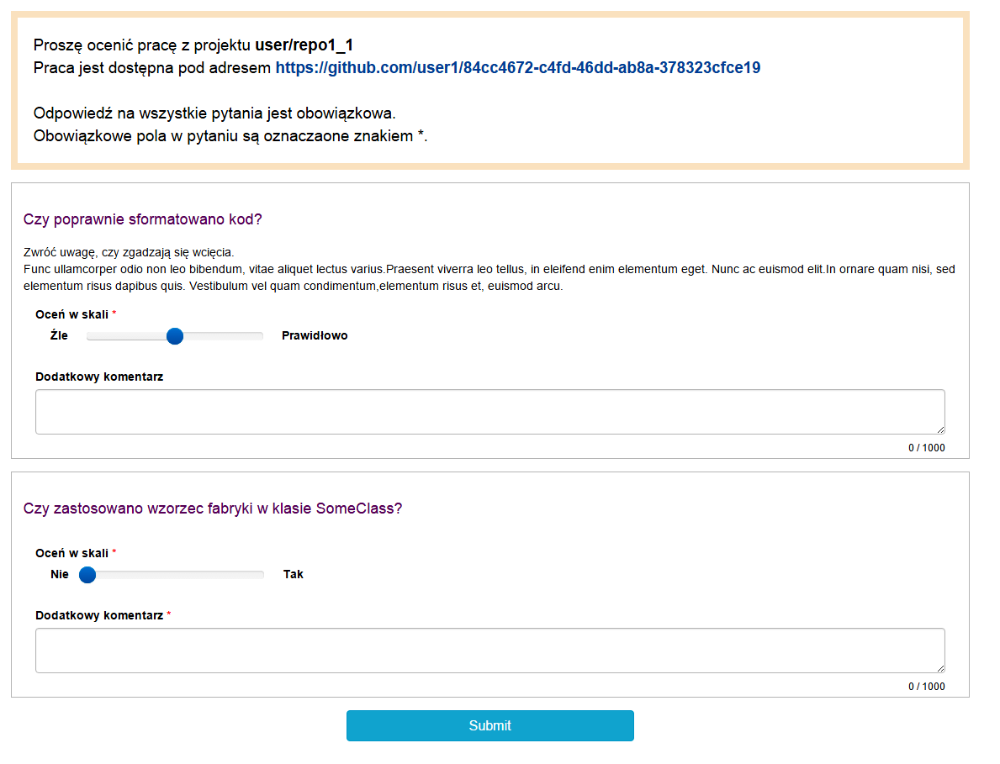 Proszę ocenić pracę z projektu user/repo1_1
Praca jest dostępna pod adresem https://github.com/user1/84cc4672-c4fd-46dd-ab8a-378323cfce19
Odpowiedź na wszystkie pytania jest obowiązkowa.
Obowiązkowe pola w pytaniu są oznaczaone znakiem *.
Czy poprawnie sformatowano kod?
Zwróć uwagę, czy zgadzają się wcięcia.
Func ullamcorper odio non leo bibendum, vitae aliquet lectus varius.Praesent viverra leo tellus, in eleifend enim elementum eget. Nunc ac euismod elit.In ornare quam nisi, sed
elementum risus dapibus quis. Vestibulum vel quam condimentum,elementum risus et, euismod arcu.
Oceń w skali *
Źle Prawidłowo
Dodatkowy komentarz
0 / 1000
Czy zastosowano wzorzec fabryki w klasie SomeClass?
Oceń w skali *
Nie Tak
Dodatkowy komentarz *
0 / 1000
Submit